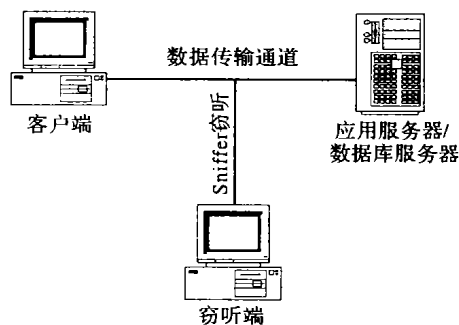 数据传输通道
客户端
应用服务器/
数据库服务器
Sniffer窃听
窃听端